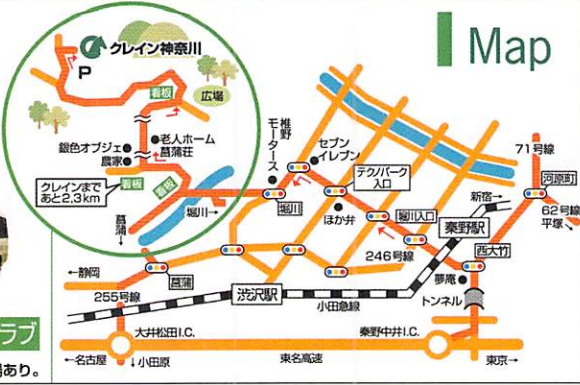 Map
クレイン神奈川
P
看板
広場
銀色オブジェ
農家
老人ホーム
菖蒲荘
クレインまで
あと2.3km
看板
看板
菖蒲
堀川
椎野
モータース
セブン
イレブン
テクノパーク
入口
堀川
ほか弁
堀川入口
71号線
河原町
新宿
62号線
平塚
秦野駅
西大竹
246号線
夢庵
トンネル
静岡
菖蒲
255号線
渋沢駅
小田急線
大井松田I.C.
秦野中井I.C.
名古屋
小田原
東名高速
東京
ラブ
場あり。